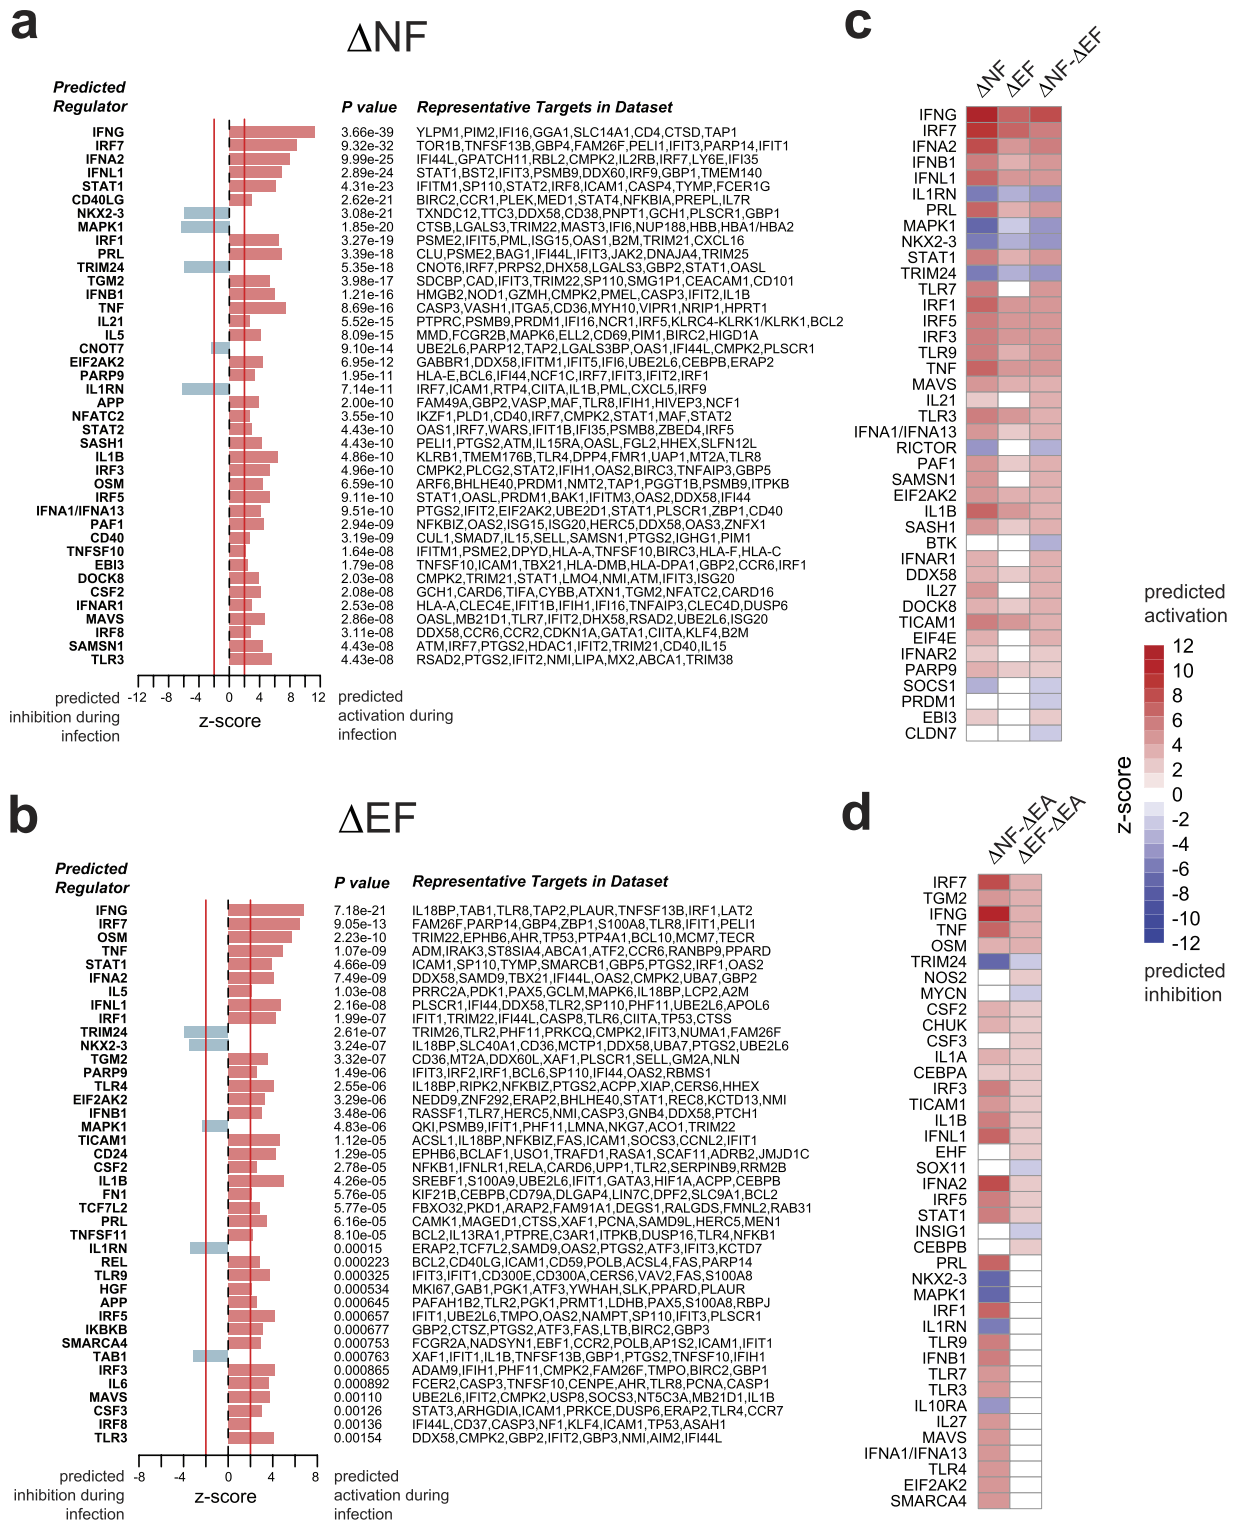 a
ΔNF
Predicted
Regulator
P value
Representative Targets in Dataset
IFNG 3.66e-39 YLPM1,PIM2,IFI16,GGA1,SLC14A1,CD4,CTSD,TAP1
IRF7 9.32e-32 TOR1B,TNFSF13B,GBP4,FAM26F,PELI1,IFIT3,PARP14,IFIT1
IFNA2 9.99e-25 IFI44L,GPATCH11,RBL2,CMPK2,IL2RB,IRF7,LY6E,IFI35
IFNL1 2.89e-24 STAT1,BST2,IFIT3,PSMB9,DDX60,IRF9,GBP1,TMEM140
STAT1 4.31e-23 IFITM1,SP110,STAT2,IRF8,ICAM1,CASP4,TYMP,FCER1G
CD40LG 2.62e-21 BIRC2,CCR1,PLEK,MED1,STAT4,NFKBIA,PREPL,IL7R
NKX2-3 3.08e-21 TXNDC12,TTC3,DDX58,CD38,PNPT1,GCH1,PLSCR1,GBP1
MAPK1 1.85e-20 CTSB,LGALS3,TRIM22,MAST3,IFI6,NUP188,HBB,HBA1/HBA2
IRF1 3.27e-19 PSME2,IFIT5,PML,ISG15,OAS1,B2M,TRIM21,CXCL16
PRL 3.39e-18 CLU,PSME2,BAG1,IFI44L,IFIT3,JAK2,DNAJA4,TRIM25
TRIM24 5.35e-18 CNOT6,IRF7,PRPS2,DHX58,LGALS3,GBP2,STAT1,OASL
TGM2 3.98e-17 SDCBP,CAD,IFIT3,TRIM22,SP110,SMG1P1,CEACAM1,CD101
IFNB1 1.21e-16 HMGB2,NOD1,GZMH,CMPK2,PMEL,CASP3,IFIT2,IL1B
TNF 8.69e-16 CASP3,VASH1,ITGA5,CD36,MYH10,VIPR1,NRIP1,HPRT1
IL21 5.52e-15 PTPRC,PSMB9,PRDM1,IFI16,NCR1,IRF5,KLRC4-KLRK1/KLRK1,BCL2
IL5 8.09e-15 MMD,FCGR2B,MAPK6,ELL2,CD69,PIM1,BIRC2,HIGD1A
CNOT7 9.10e-14 UBE2L6,PARP12,TAP2,LGALS3BP,OAS1,IFI44L,CMPK2,PLSCR1
EIF2AK2 6.95e-12 GABBR1,DDX58,IFITM1,IFIT5,IFI6,UBE2L6,CEBPB,ERAP2
PARP9 1.95e-11 HLA-E,BCL6,IFI44,NCF1C,IRF7,IFIT3,IFIT2,IRF1
IL1RN 7.14e-11 IRF7,ICAM1,RTP4,CIITA,IL1B,PML,CXCL5,IRF9
APP 2.00e-10 FAM49A,GBP2,VASP,MAF,TLR8,IFIH1,HIVEP3,NCF1
NFATC2 3.55e-10 IKZF1,PLD1,CD40,IRF7,CMPK2,STAT1,MAF,STAT2
STAT2 4.43e-10 OAS1,IRF7,WARS,IFIT1B,IFI35,PSMB8,ZBED4,IRF5
SASH1 4.43e-10 PELI1,PTGS2,ATM,IL15RA,OASL,FGL2,HHEX,SLFN12L
IL1B 4.86e-10 KLRB1,TMEM176B,TLR4,DPP4,FMR1,UAP1,MT2A,TLR8
IRF3 4.96e-10 CMPK2,PLCG2,STAT2,IFIH1,OAS2,BIRC3,TNFAIP3,GBP5
OSM 6.59e-10 ARF6,BHLHE40,PRDM1,NMT2,TAP1,PGGT1B,PSMB9,ITPKB
IRF5 9.11e-10 STAT1,OASL,PRDM1,BAK1,IFITM3,OAS2,DDX58,IFI44
IFNA1/IFNA13 9.51e-10 PTGS2,IFIT2,EIF2AK2,UBE2D1,STAT1,PLSCR1,ZBP1,CD40
PAF1 2.94e-09 NFKBIZ,OAS2,ISG15,ISG20,HERC5,DDX58,OAS3,ZNFX1
CD40 3.19e-09 CUL1,SMAD7,IL15,SELL,SAMSN1,PTGS2,IGHG1,PIM1
TNFSF10 1.64e-08 IFITM1,PSME2,DPYD,HLA-A,TNFSF10,BIRC3,HLA-F,HLA-C
EBI3 1.79e-08 TNFSF10,ICAM1,TBX21,HLA-DMB,HLA-DPA1,GBP2,CCR6,IRF1
DOCK8 2.03e-08 CMPK2,TRIM21,STAT1,LMO4,NMI,ATM,IFIT3,ISG20
CSF2 2.08e-08 GCH1,CARD6,TIFA,CYBB,ATXN1,TGM2,NFATC2,CARD16
IFNAR1 2.53e-08 HLA-A,CLEC4E,IFIT1B,IFIH1,IFI16,TNFAIP3,CLEC4D,DUSP6
MAVS 2.86e-08 OASL,MB21D1,TLR7,IFIT2,DHX58,RSAD2,UBE2L6,ISG20
IRF8 3.11e-08 DDX58,CCR6,CCR2,CDKN1A,GATA1,CIITA,KLF4,B2M
SAMSN1 4.43e-08 ATM,IRF7,PTGS2,HDAC1,IFIT2,TRIM21,CD40,IL15
TLR3 4.43e-08 RSAD2,PTGS2,IFIT2,NMI,LIPA,MX2,ABCA1,TRIM38
-12 -8 -4 0 4 8 12
predicted
inhibition during
infection
z-score
predicted
activation during
infection
b
ΔEF
Predicted
Regulator
P value
Representative Targets in Dataset
IFNG 7.18e-21 IL18BP,TAB1,TLR8,TAP2,PLAUR,TNFSF13B,IRF1,LAT2
IRF7 9.05e-13 FAM26F,PARP14,GBP4,ZBP1,S100A8,TLR8,IFIT1,PELI1
OSM 2.23e-10 TRIM22,EPHB6,AHR,TP53,PTP4A1,BCL10,MCM7,TECR
TNF 1.07e-09 ADM,IRAK3,ST8SIA4,ABCA1,ATF2,CCR6,RANBP9,PPARD
STAT1 4.66e-09 ICAM1,SP110,TYMP,SMARCB1,GBP5,PTGS2,IRF1,OAS2
IFNA2 7.49e-09 DDX58,SAMD9,TBX21,IFI44L,OAS2,CMPK2,UBA7,GBP2
IL5 1.03e-08 PRRC2A,PDK1,PAX5,GCLM,MAPK6,IL18BP,LCP2,A2M
IFNL1 2.16e-08 PLSCR1,IFI44,DDX58,TLR2,SP110,PHF11,UBE2L6,APOL6
IRF1 1.99e-07 IFIT1,TRIM22,IFI44L,CASP8,TLR6,CIITA,TP53,CTSS
TRIM24 2.61e-07 TRIM26,TLR2,PHF11,PRKCQ,CMPK2,IFIT3,NUMA1,FAM26F
NKX2-3 3.24e-07 IL18BP,SLC40A1,CD36,MCTP1,DDX58,UBA7,PTGS2,UBE2L6
TGM2 3.32e-07 CD36,MT2A,DDX60L,XAF1,PLSCR1,SELL,GM2A,NLN
PARP9 1.49e-06 IFIT3,IRF2,IRF1,BCL6,SP110,IFI44,OAS2,RBMS1
TLR4 2.55e-06 IL18BP,RIPK2,NFKBIZ,PTGS2,ACPP,XIAP,CERS6,HHEX
EIF2AK2 3.29e-06 NEDD9,ZNF292,ERAP2,BHLHE40,STAT1,REC8,KCTD13,NMI
IFNB1 3.48e-06 RASSF1,TLR7,HERC5,NMI,CASP3,GNB4,DDX58,PTCH1
MAPK1 4.83e-06 QKI,PSMB9,IFIT1,PHF11,LMNA,NKG7,ACO1,TRIM22
TICAM1 1.12e-05 ACSL1,IL18BP,NFKBIZ,FAS,ICAM1,SOCS3,CCNL2,IFIT1
CD24 1.29e-05 EPHB6,BCLAF1,USO1,TRAFD1,RASA1,SCAF11,ADRB2,JMJD1C
CSF2 2.78e-05 NFKB1,IFNLR1,RELA,CARD6,UPP1,TLR2,SERPINB9,RRM2B
IL1B 4.26e-05 SREBF1,S100A9,UBE2L6,IFIT1,GATA3,HIF1A,ACPP,CEBPB
FN1 5.76e-05 KIF21B,CEBPB,CD79A,DLGAP4,LIN7C,DPF2,SLC9A1,BCL2
TCF7L2 5.77e-05 FBXO32,PKD1,ARAP2,FAM91A1,DEGS1,RALGDS,FMNL2,RAB31
PRL 6.16e-05 CAMK1,MAGED1,CTSS,XAF1,PCNA,SAMD9L,HERC5,MEN1
TNFSF11 8.10e-05 BCL2,IL13RA1,PTPRE,C3AR1,ITPKB,DUSP16,TLR4,NFKB1
IL1RN 0.00015 ERAP2,TCF7L2,SAMD9,OAS2,PTGS2,ATF3,IFIT3,KCTD7
REL 0.000223 BCL2,CD40LG,ICAM1,CD59,POLB,ACSL4,FAS,PARP14
TLR9 0.000325 IFIT3,IFIT1,CD300E,CD300A,CERS6,VAV2,FAS,S100A8
HGF 0.000534 MKI67,GAB1,PGK1,ATF3,YWHAH,SLK,PPARD,PLAUR
APP 0.000645 PAFAH1B2,TLR2,PGK1,PRMT1,LDHB,PAX5,S100A8,RBPJ
IRF5 0.000657 IFIT1,UBE2L6,TMPO,OAS2,NAMPT,SP110,IFIT3,PLSCR1
IKBKB 0.000677 GBP2,CTSZ,PTGS2,ATF3,FAS,LTB,BIRC2,GBP3
SMARCA4 0.000753 FCGR2A,NADSYN1,EBF1,CCR2,POLB,AP1S2,ICAM1,IFIT1
TAB1 0.000763 XAF1,IFIT1,IL1B,TNFSF13B,GBP1,PTGS2,TNFSF10,IFIH1
IRF3 0.000865 ADAM9,IFIH1,PHF11,CMPK2,FAM26F,TMPO,BIRC2,GBP1
IL6 0.000892 FCER2,CASP3,TNFSF10,CENPE,AHR,TLR8,PCNA,CASP1
MAVS 0.00110 UBE2L6,IFIT2,CMPK2,USP8,SOCS3,NT5C3A,MB21D1,IL1B
CSF3 0.00126 STAT3,ARHGDIA,ICAM1,PRKCE,DUSP6,ERAP2,TLR4,CCR7
IRF8 0.00136 IFI44L,CD37,CASP3,NF1,KLF4,ICAM1,TP53,ASAH1
TLR3 0.00154 DDX58,CMPK2,GBP2,IFIT2,GBP3,NMI,AIM2,IFI44L
-8 -4 0 4 8
predicted
inhibition during
infection
z-score
predicted
activation during
infection
c
ΔNF ΔEF ΔNF-ΔEF
IFNG
IRF7
IFNA2
IFNB1
IFNL1
IL1RN
PRL
MAPK1
NKX2-3
STAT1
TRIM24
TLR7
IRF1
IRF5
IRF3
TLR9
TNF
MAVS
IL21
TLR3
IFNA1/IFNA13
RICTOR
PAF1
SAMSN1
EIF2AK2
IL1B
SASH1
BTK
IFNAR1
DDX58
IL27
DOCK8
TICAM1
EIF4E
IFNAR2
PARP9
SOCS1
PRDM1
EBI3
CLDN7
predicted
activation
12
10
8
6
4
2
0
-2
-4
-6
-8
-10
-12
z-score
predicted
inhibition
d
ΔNF-ΔEA ΔEF-ΔEA
IRF7
TGM2
IFNG
TNF
OSM
TRIM24
NOS2
MYCN
CSF2
CHUK
CSF3
IL1A
CEBPA
IRF3
TICAM1
IL1B
IFNL1
EHF
SOX11
IFNA2
IRF5
STAT1
INSIG1
CEBPB
PRL
NKX2-3
MAPK1
IRF1
IL1RN
TLR9
IFNB1
TLR7
TLR3
IL10RA
IL27
MAVS
IFNA1/IFNA13
TLR4
EIF2AK2
SMARCA4